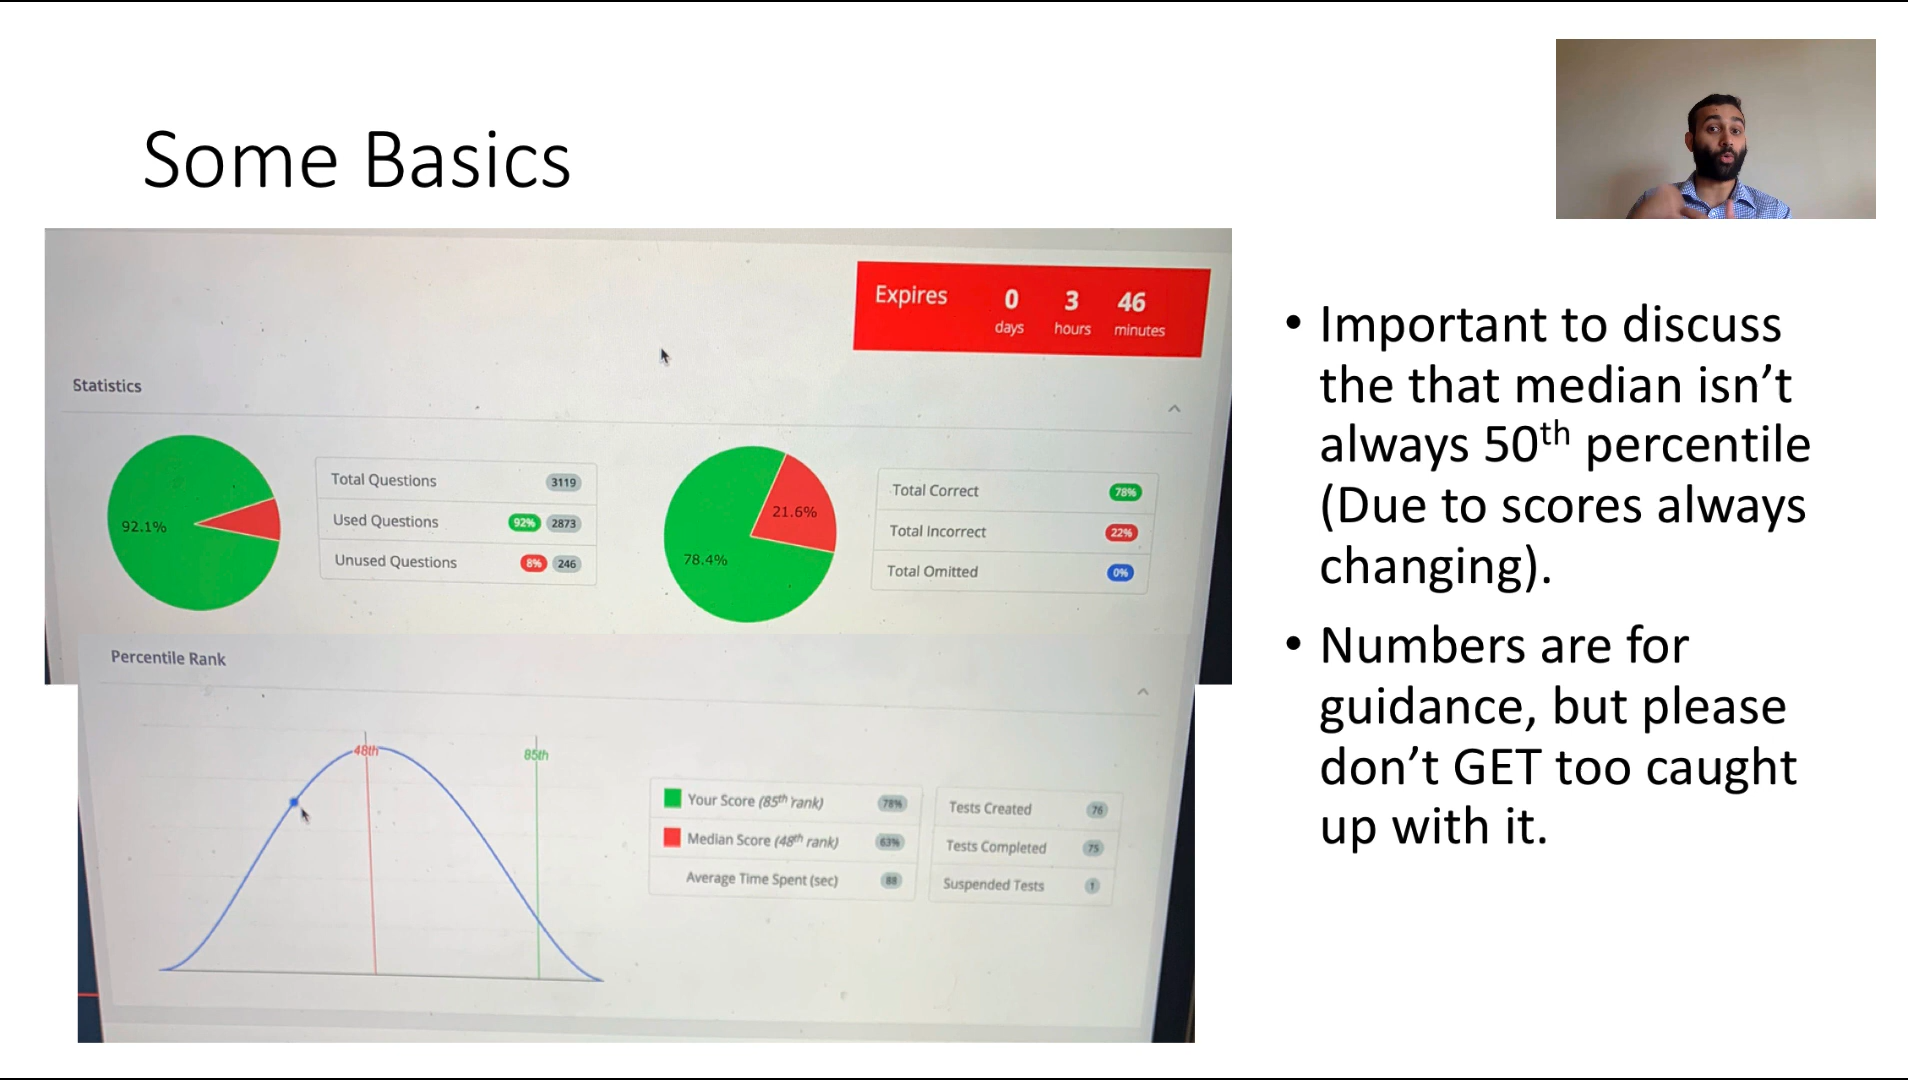 Some Basics
Expires 0 3 46
days hours minutes
Statistics
92.1%
Total Questions 3119
Used Questions 92% 2873
Unused Questions 8% 246
21.6%
78.4%
Total Correct 78%
Total Incorrect 22%
Total Omitted 0%
Percentile Rank
48th
85th
Your Score (85th rank) 78%
Median Score (48th rank) 63%
Average Time Spent (sec) 88
Tests Created 76
Tests Completed 75
Suspended Tests 1
• Important to discuss
the that median isn’t
always 50th percentile
(Due to scores always
changing).
• Numbers are for
guidance, but please
don’t GET too caught
up with it.